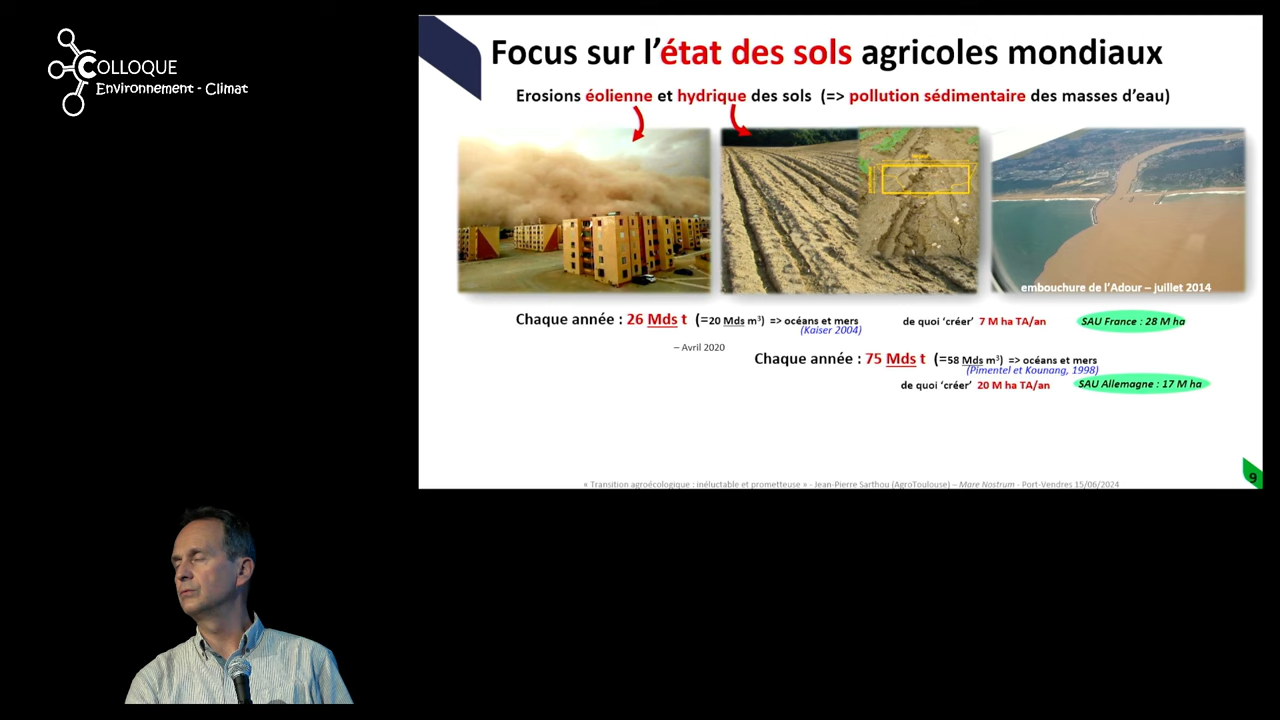 COLLOQUE
Environnement - Climat
Focus sur l'état des sols agricoles mondiaux
Erosions éolienne et hydrique des sols (=> pollution sédimentaire des masses d'eau)
embouchure de l'Adour – juillet 2014
Chaque année : 26 Mds t (=20 Mds m³) => océans et mers
(Kaiser 2004)
de quoi 'créer' 7 M ha TA/an
SAU France : 28 M ha
– Avril 2020
Chaque année : 75 Mds t (=58 Mds m³) => océans et mers
(Pimentel et Kounang, 1998)
de quoi 'créer' 20 M ha TA/an
SAU Allemagne : 17 M ha
« Transition agroécologique : inéluctable et prometteuse » - Jean-Pierre Sarthou (AgroToulouse) – Mare Nostrum - Port-Vendres 15/06/2024
9